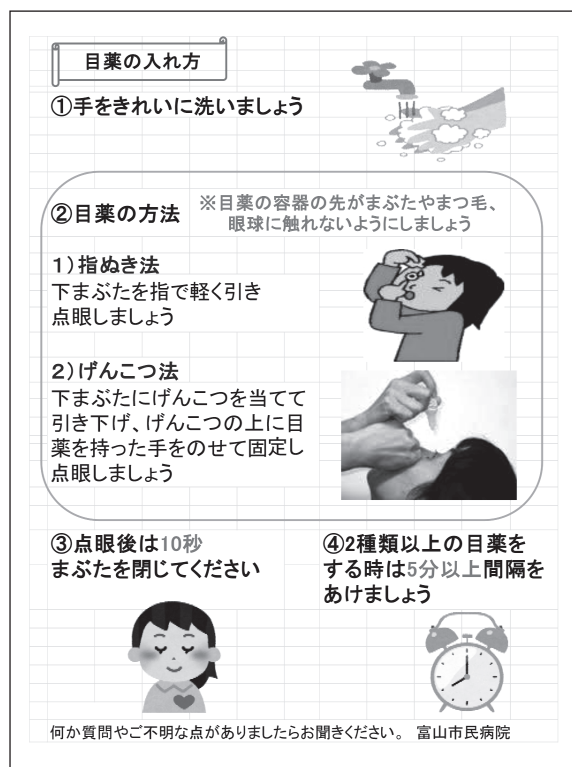 目薬の入れ方
①手をきれいに洗いましょう
②目薬の方法
※目薬の容器の先がまぶたやまつ毛、
眼球に触れないようにしましょう
1)指ぬき法
下まぶたを指で軽く引き
点眼しましょう
2)げんこつ法
下まぶたにげんこつを当てて
引き下げ、げんこつの上に目
薬を持った手をのせて固定し
点眼しましょう
③点眼後は10秒
まぶたを閉じてください
④2種類以上の目薬を
する時は5分以上間隔を
あけましょう
何か質問やご不明な点がありましたらお聞きください。 富山市民病院